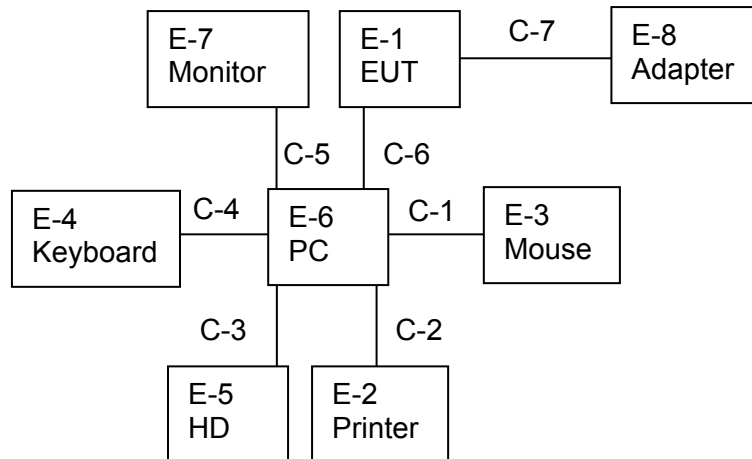 E-7
Monitor
E-1
EUT
C-7
E-8
Adapter
C-5
C-6
E-4
Keyboard
C-4
E-6
PC
C-1
E-3
Mouse
C-3
C-2
E-5
HD
E-2
Printer